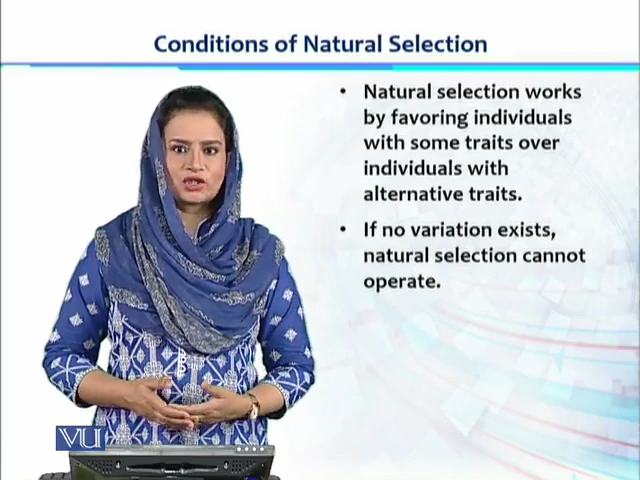 Conditions of Natural Selection
• Natural selection works
by favoring individuals
with some traits over
individuals with
alternative traits.
• If no variation exists,
natural selection cannot
operate.
VU